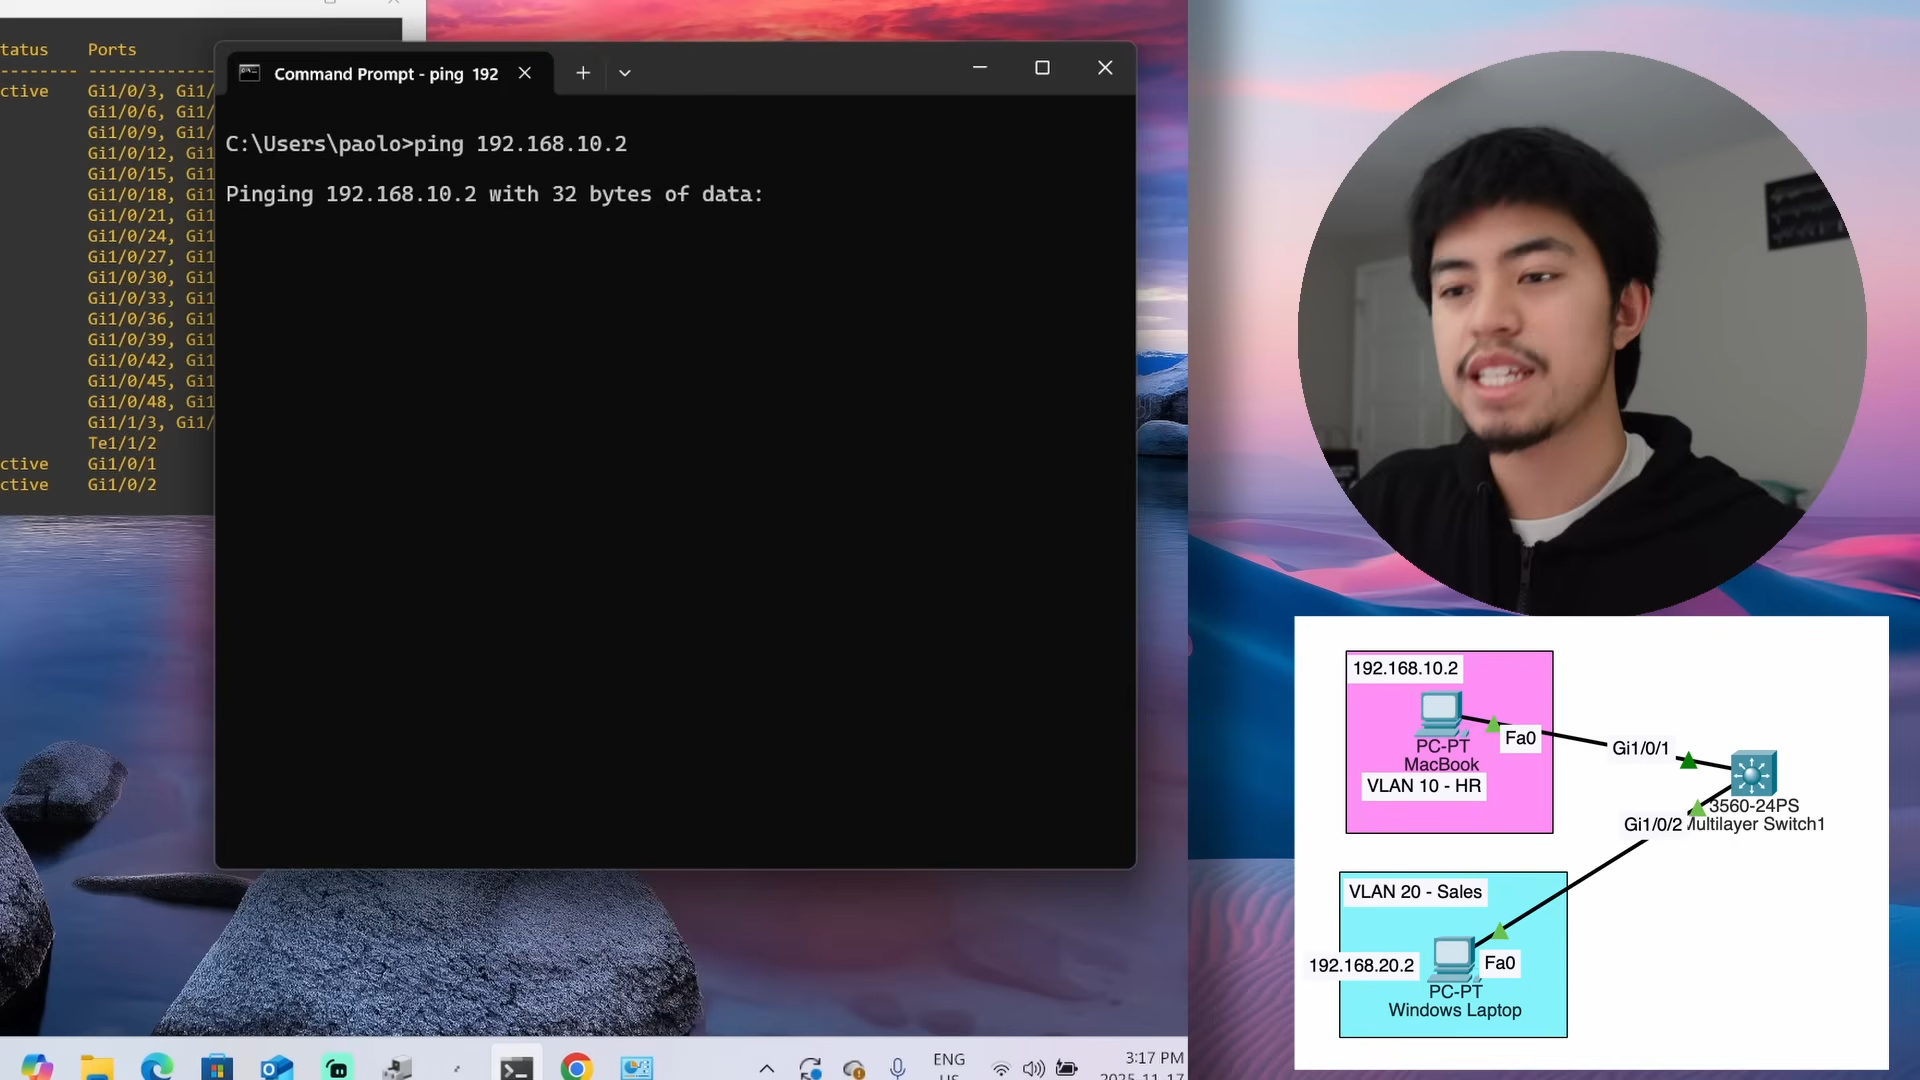 tatus Ports
-------- --------
ctive Gi1/0/3, Gi1/
Gi1/0/6, Gi1/
Gi1/0/9, Gi1/
Gi1/0/12, Gi1
Gi1/0/15, Gi1
Gi1/0/18, Gi1
Gi1/0/21, Gi1
Gi1/0/24, Gi1
Gi1/0/27, Gi1
Gi1/0/30, Gi1
Gi1/0/33, Gi1
Gi1/0/36, Gi1
Gi1/0/39, Gi1
Gi1/0/42, Gi1
Gi1/0/45, Gi1
Gi1/0/48, Gi1
Gi1/1/3, Gi1/
Te1/1/2
ctive Gi1/0/1
ctive Gi1/0/2
Command Prompt - ping 192
C:\Users\paolo>ping 192.168.10.2
Pinging 192.168.10.2 with 32 bytes of data:
192.168.10.2
Fa0
PC-PT
MacBook
VLAN 10 - HR
Gi1/0/1
3560-24PS
Gi1/0/2 Multilayer Switch1
VLAN 20 - Sales
192.168.20.2
Fa0
PC-PT
Windows Laptop
ENG
US
3:17 PM
2025-11-17